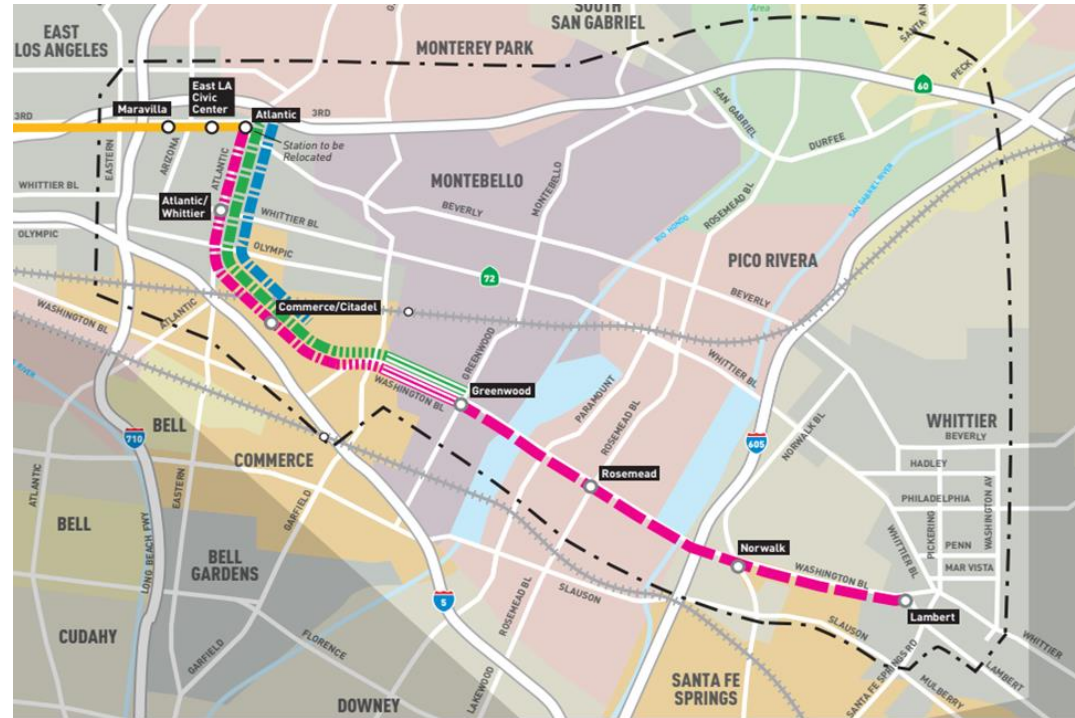 EAST
LOS ANGELES
MONTEREY PARK
SOUTH
SAN GABRIEL
Area
SANTA AN
PECK
60
3RD
Maravilla
East LA
Civic
Center
Atlantic
3RD
Station to be
Relocated
SAN GABRIEL
DURFEE
EASTERN
ARIZONA
ATLANTIC
WHITTIER BL
Atlantic/
Whittier
WHITTIER BL
MONTEBELLO
BEVERLY
MONTEBELLO
RIO HONDO
ROSEMEAD BL
SAN GABRIEL RIVER
OLYMPIC
OLYMPIC
72
PICO RIVERA
BEVERLY
WASHINGTON BL
ATLANTIC
Commerce/Citadel
GREENWOOD
WHITTIER BL
RIVER
WASHINGTON BL
Greenwood
PARAMOUNT
ROSEMEAD BL
NORWALK BL
WHITTIER
BEVERLY
710
BELL
COMMERCE
605
HADLEY
ATLANTIC
EASTERN
GARFIELD
Rosemead
PHILADELPHIA
PICKERING
WASHINGTON AV
BELL
LONG BEACH FWY
BELL
GARDENS
Norwalk
WHITTIER BL
PENN
MAR VISTA
WASHINGTON BL
5
SLAUSON
ROSEMEAD BL
Lambert
CUDAHY
GARFIELD
FLORENCE
SLAUSON
WHITTIER
LAMBERT
MULBERRY
SANTA FE SPRINGS RD
SANTA FE
SPRINGS
LAKEWOOD
DOWNEY